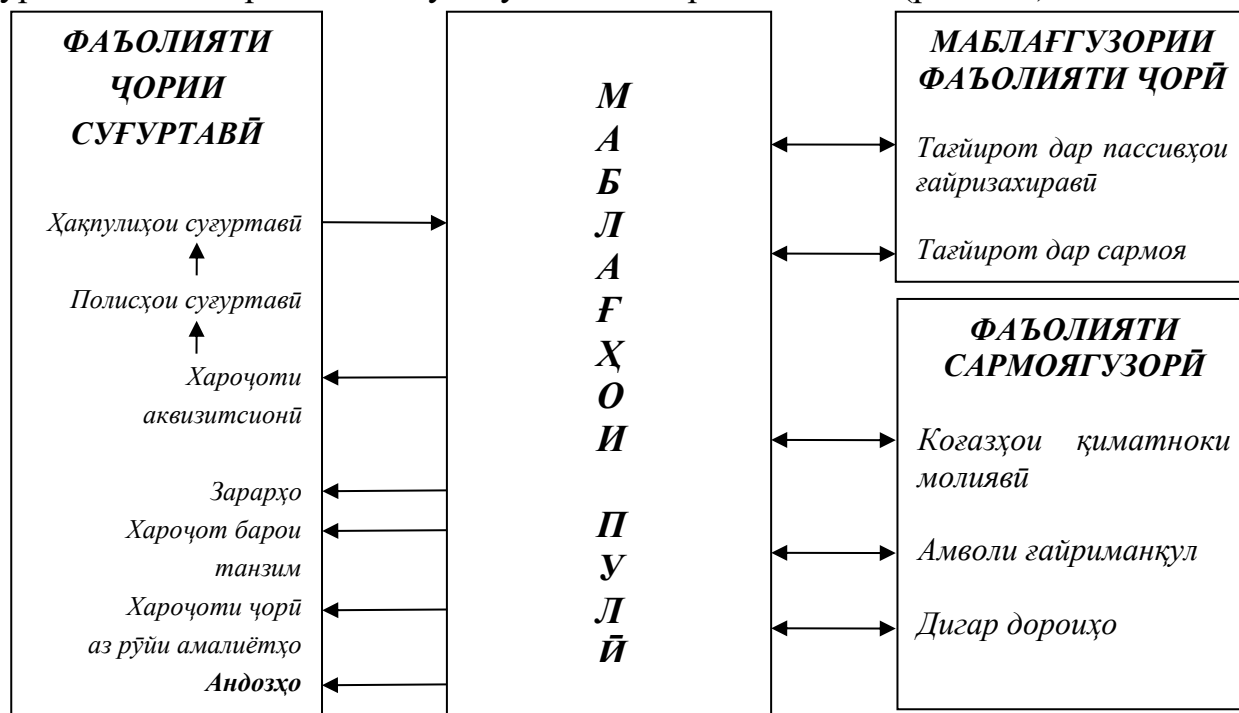 ФАЪОЛИЯТИ
ҶОРИИ
СУҒУРТАВӢ
Ҳақпулиҳои суғуртавӣ
Полисҳои суғуртавӣ
Хароҷоти
аквизитсионӣ
Зарарҳо
Хароҷот барои
танзим
Хароҷоти ҷорӣ
аз рӯйи амалиётҳо
Андозҳо
М
А
Б
Л
А
Ғ
Ҳ
О
И
П
У
Л
Ӣ
МАБЛАҒГУЗОРИИ
ФАЪОЛИЯТИ ҶОРӢ
Тағйирот дар пассивҳои
ғайризахиравӣ
Тағйирот дар сармоя
ФАЪОЛИЯТИ
САРМОЯГУЗОРӢ
Коғазҳои қиматноки
молиявӣ
Амволи ғайриманқул
Дигар дороиҳо